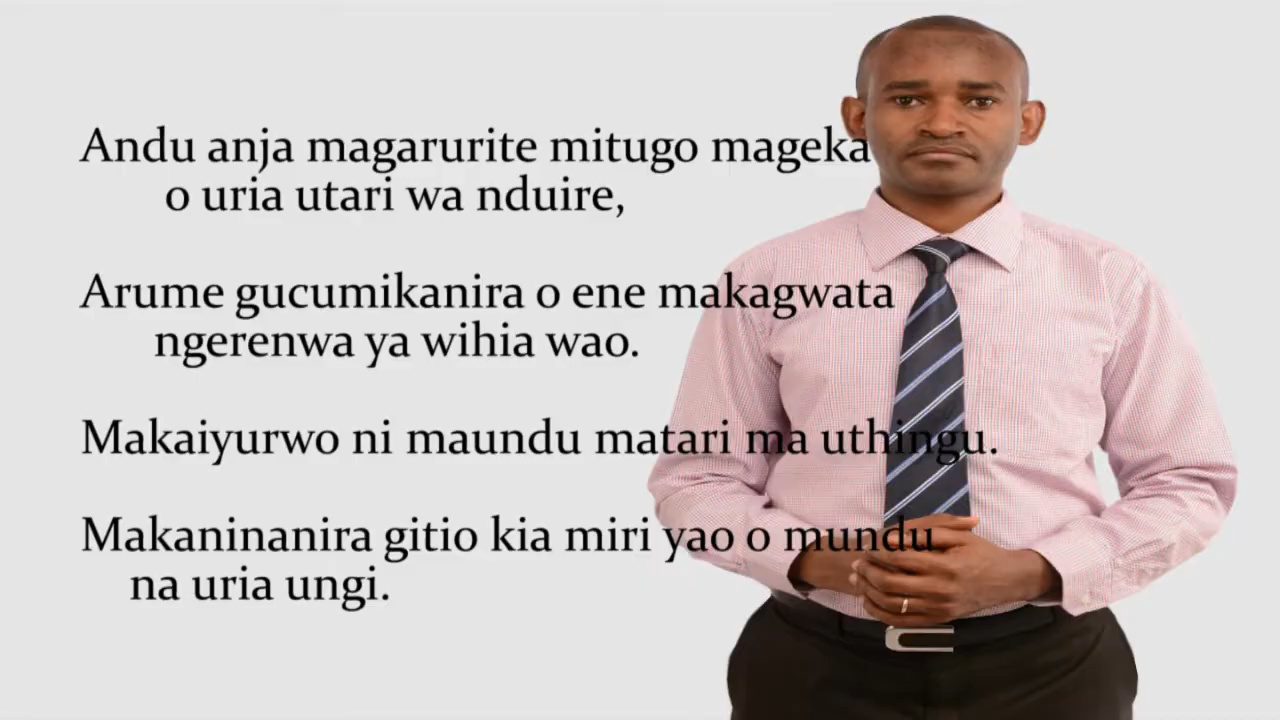 Andu anja magarurite mitugo mageka
o uria utari wa nduire,
Arume gucumikanira o ene makagwata
ngerenwa ya wihia wao.
Makaiyurwo ni maundu matari ma uthingu.
Makaninanira gitio kia miri yao o mundu
na uria ungi.